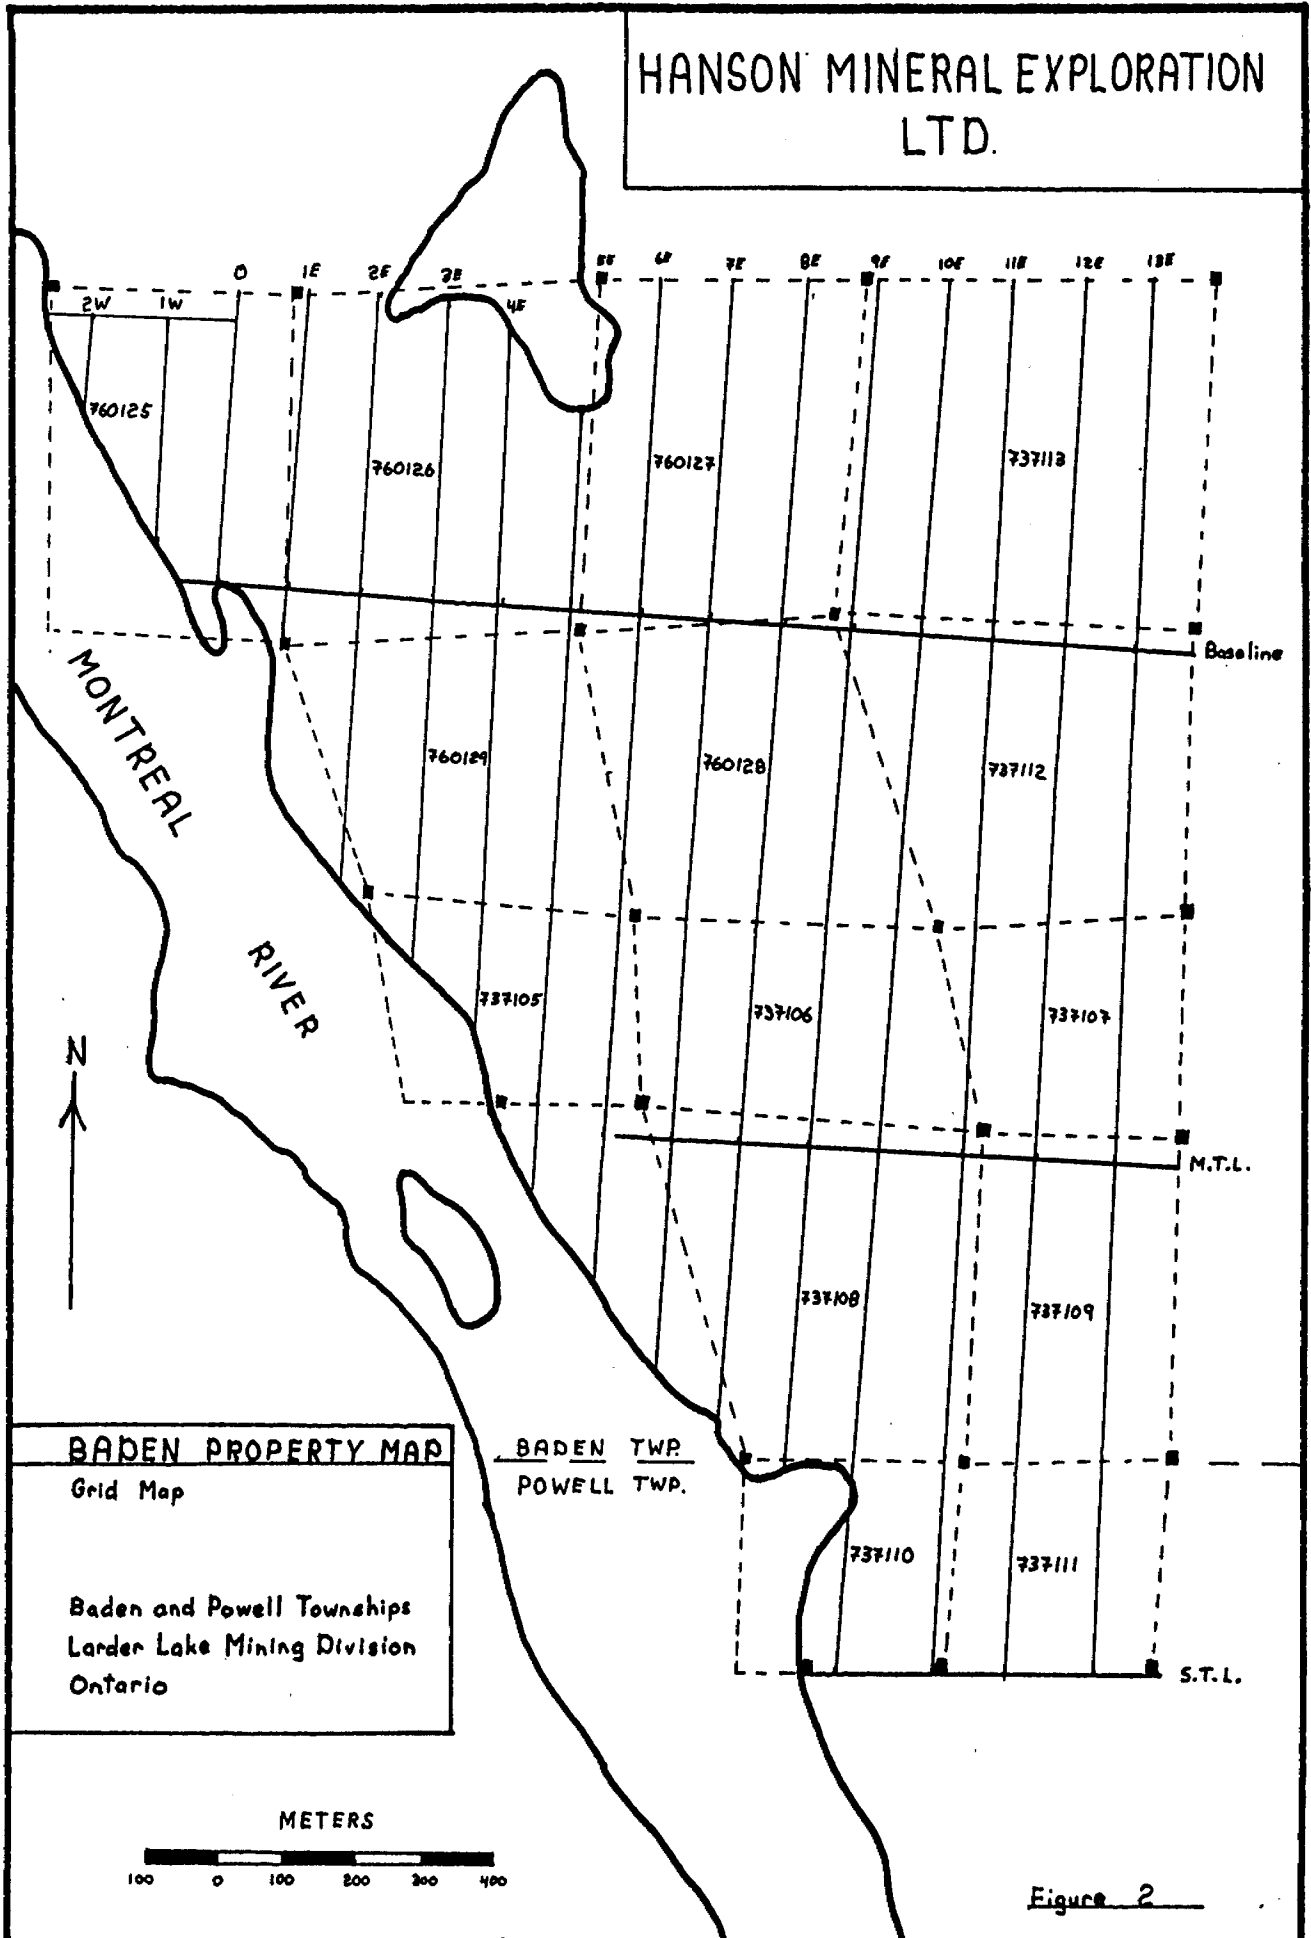 HANSON MINERAL EXPLORATION
LTD.
0 1E 2E 3E 4E 5E 6E 7E 8E 9E 10E 11E 12E 13E
2W 1W
760125
760126
760127
737113
Baseline
MONTREAL
RIVER
760129
760128
737112
737105
737106
737107
N
M.T.L.
737108
737109
BADEN TWP.
POWELL TWP.
737110
737111
S.T.L.
BADEN PROPERTY MAP
Grid Map
Baden and Powell Townships
Larder Lake Mining Division
Ontario
METERS
100 0 100 200 300 400
Figure 2